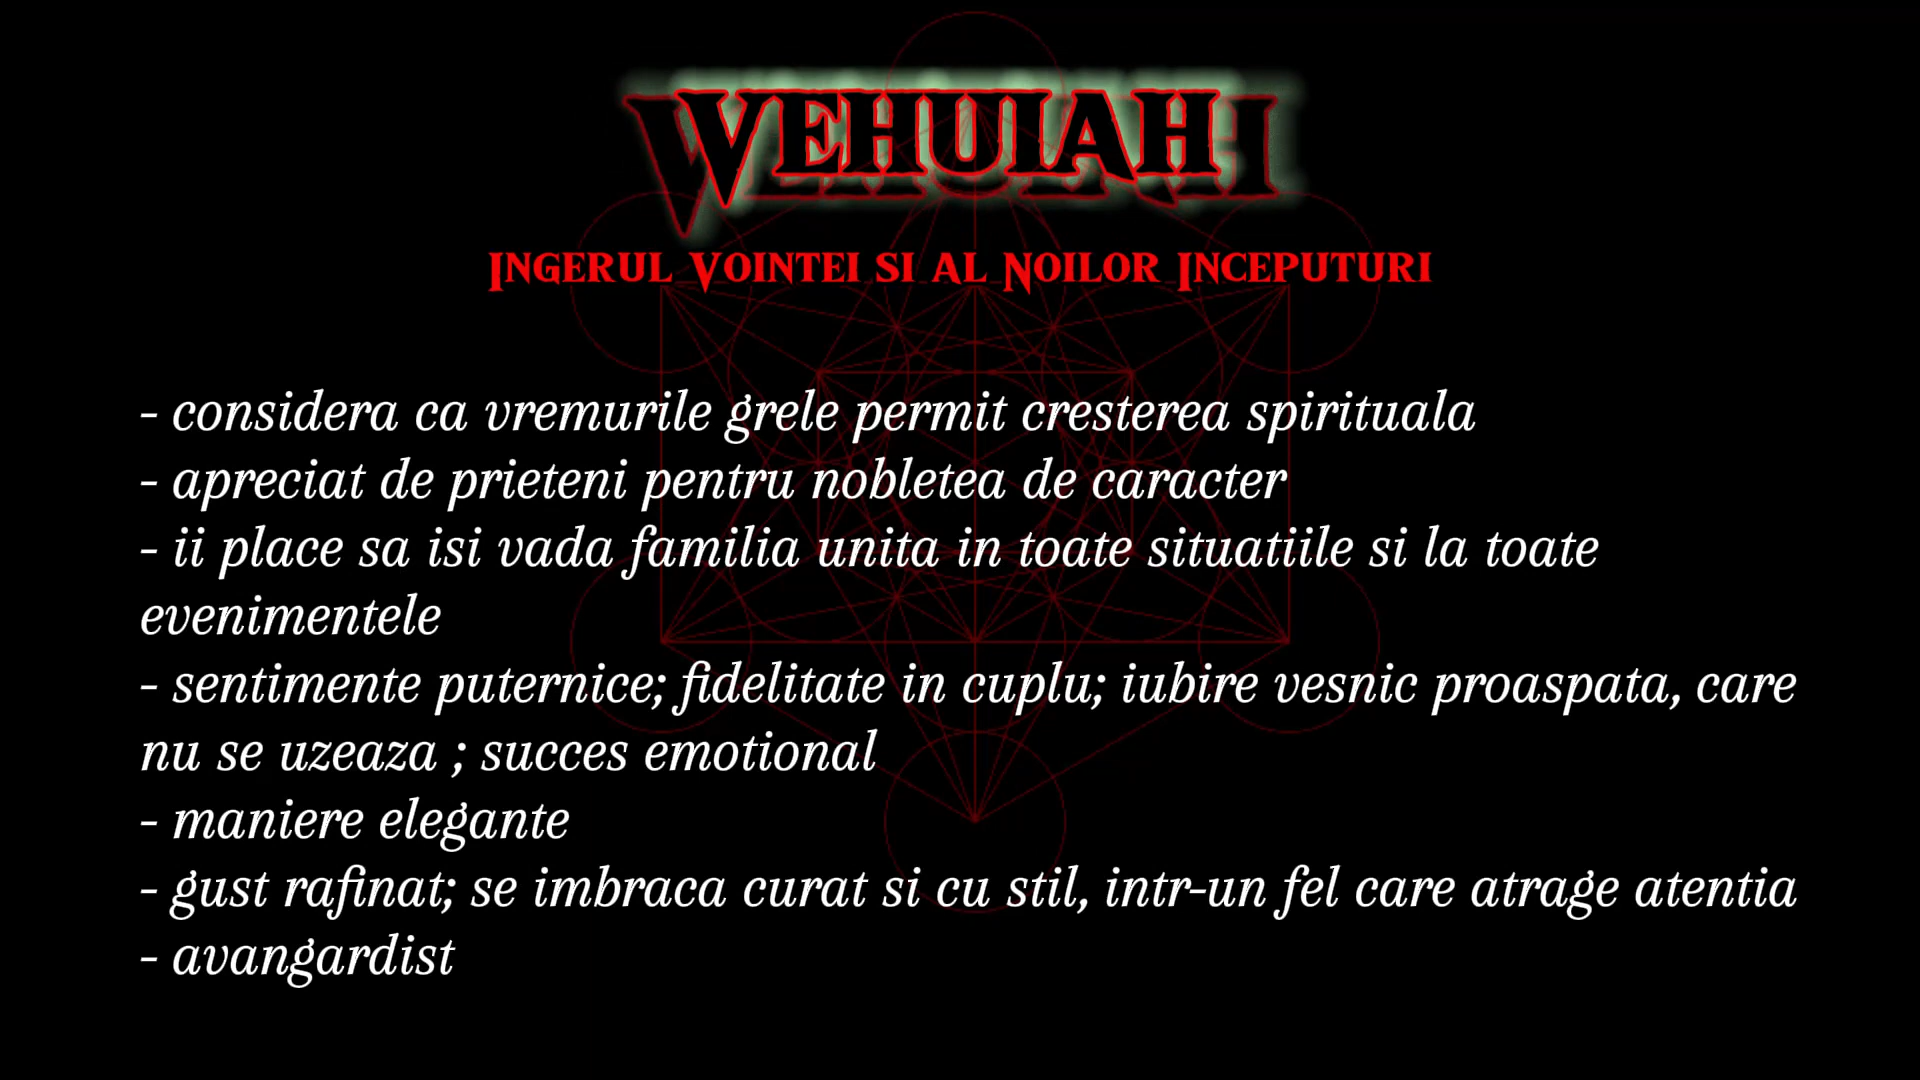 WEHUIAH
INGERUL VOINTEI SI AL NOILOR INCEPUTURI
- considera ca vremurile grele permit cresterea spirituala
- apreciat de prieteni pentru nobletea de caracter
- ii place sa isi vada familia unita in toate situatiile si la toate
evenimentele
- sentimente puternice; fidelitate in cuplu; iubire vesnic proaspata, care
nu se uzeaza ; succes emotional
- maniere elegante
- gust rafinat; se imbraca curat si cu stil, intr-un fel care atrage atentia
- avangardist